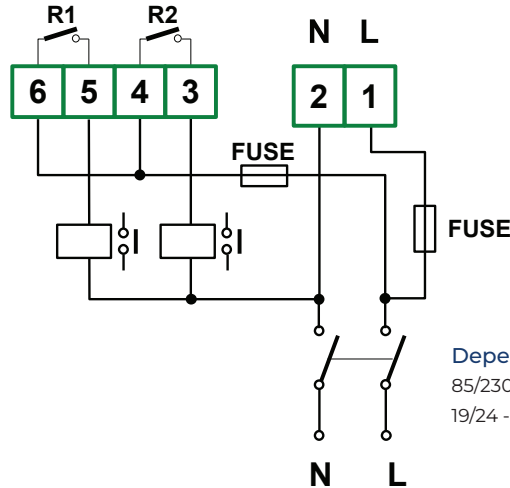 R1 R2
N L
6 5 4 3 2 1
FUSE
FUSE
Depe
85/230
19/24 -
N L